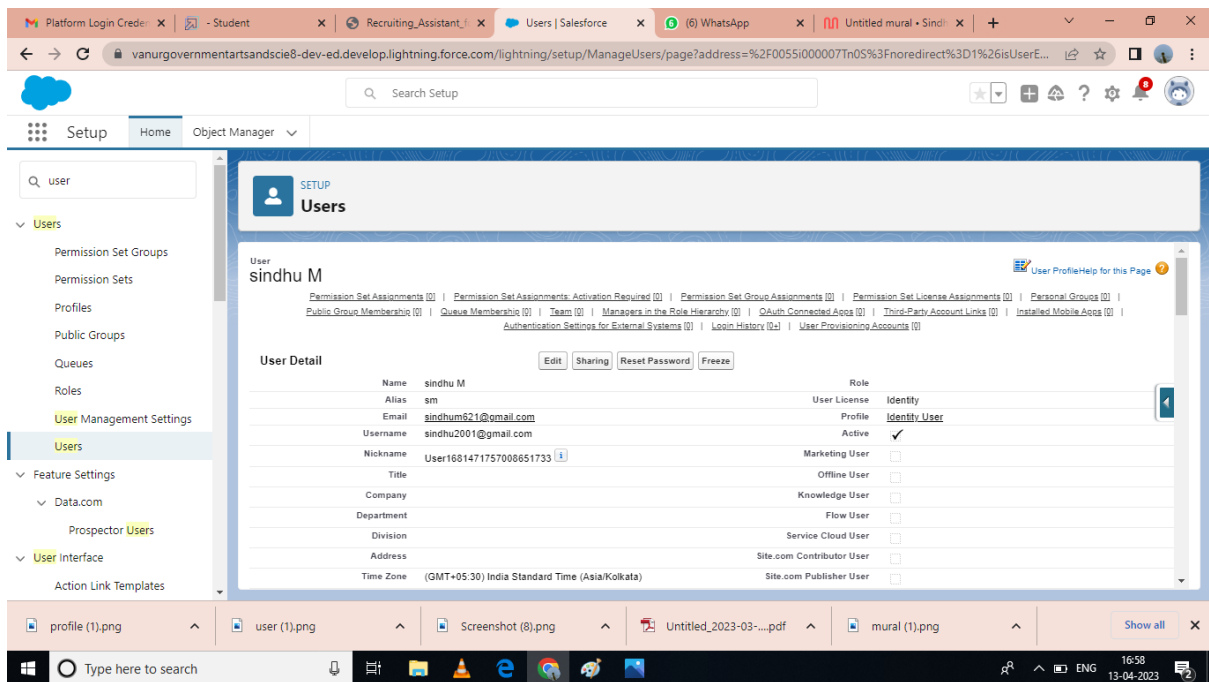 Platform Login Creden
- Student
Recruiting_Assistant_f
Users | Salesforce
(6) WhatsApp
Untitled mural • Sindh
vanurgovernmentartsandscie8-dev-ed.develop.lightning.force.com/lightning/setup/ManageUsers/page?address=%2F0055i000007Tn0S%3Fnoredirect%3D1%26isUserE...
Search Setup
8
Setup Home Object Manager
user
Users
Permission Set Groups
Permission Sets
Profiles
Public Groups
Queues
Roles
User Management Settings
Users
Feature Settings
Data.com
Prospector Users
User Interface
Action Link Templates
SETUP
Users
User
sindhu M
User Profile Help for this Page
Permission Set Assignments [0] | Permission Set Assignments: Activation Required [0] | Permission Set Group Assignments [0] | Permission Set License Assignments [0] | Personal Groups [0] |
Public Group Membership [0] | Queue Membership [0] | Team [0] | Managers in the Role Hierarchy [0] | OAuth Connected Apps [0] | Third-Party Account Links [0] | Installed Mobile Apps [0] |
Authentication Settings for External Systems [0] | Login History [0+] | User Provisioning Accounts [0]
User Detail Edit Sharing Reset Password Freeze
Name sindhu M Role
Alias sm User License Identity
Email sindhum621@gmail.com Profile Identity User
Username sindhu2001@gmail.com Active ✓
Nickname User1681471757008651733 i Marketing User
Title Offline User
Company Knowledge User
Department Flow User
Division Service Cloud User
Address Site.com Contributor User
Time Zone (GMT+05:30) India Standard Time (Asia/Kolkata) Site.com Publisher User
profile (1).png
user (1).png
Screenshot (8).png
Untitled_2023-03-....pdf
mural (1).png
Show all
Type here to search
ENG
16:58
13-04-2023
2